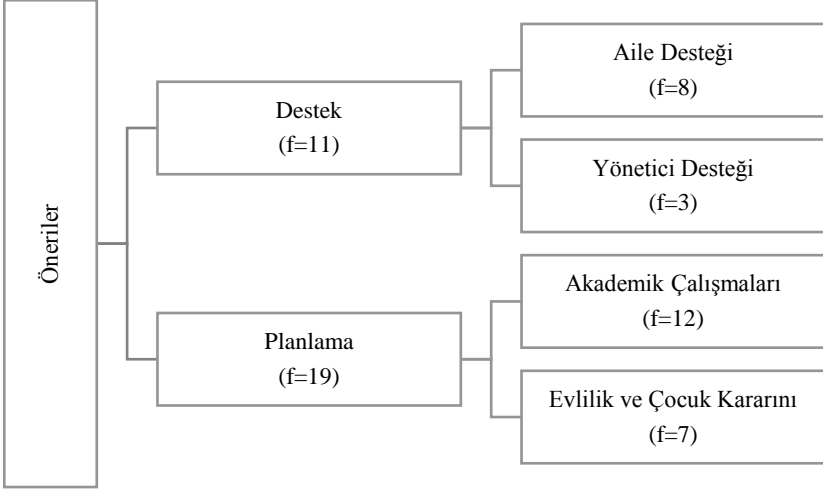 Öneriler
Destek
(f=11)
Aile Desteği
(f=8)
Yönetici Desteği
(f=3)
Planlama
(f=19)
Akademik Çalışmaları
(f=12)
Evlilik ve Çocuk Kararını
(f=7)